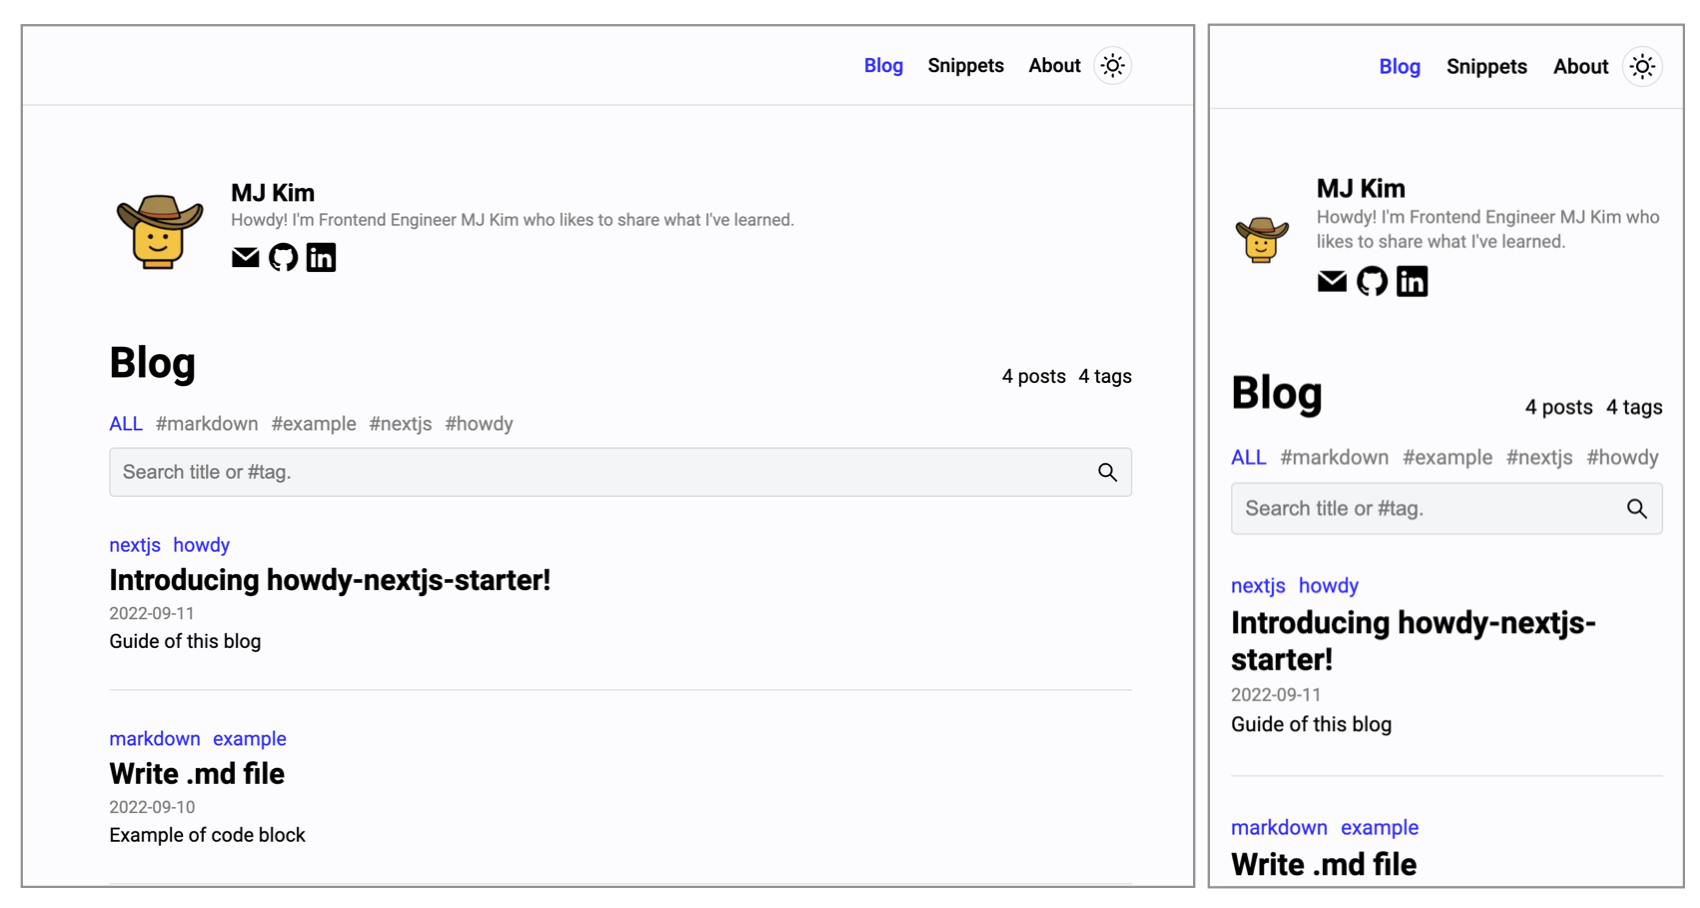 Blog Snippets About
MJ Kim
Howdy! I'm Frontend Engineer MJ Kim who likes to share what I've learned.
in
Blog
4 posts 4 tags
ALL #markdown #example #nextjs #howdy
Search title or #tag.
nextjs howdy
Introducing howdy-nextjs-starter!
2022-09-11
Guide of this blog
markdown example
Write .md file
2022-09-10
Example of code block
Blog Snippets About
MJ Kim
Howdy! I'm Frontend Engineer MJ Kim who
likes to share what I've learned.
in
Blog
4 posts 4 tags
ALL #markdown #example #nextjs #howdy
Search title or #tag.
nextjs howdy
Introducing howdy-nextjs-
starter!
2022-09-11
Guide of this blog
markdown example
Write .md file